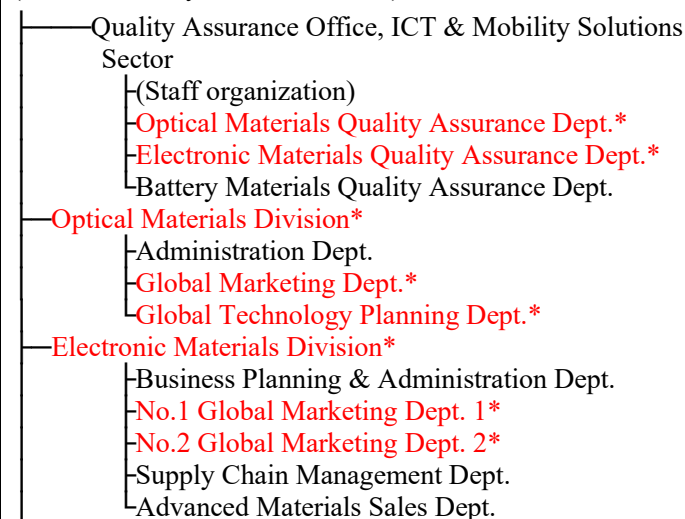 Quality Assurance Office, ICT & Mobility Solutions
Sector
(Staff organization)
Optical Materials Quality Assurance Dept.*
Electronic Materials Quality Assurance Dept.*
Battery Materials Quality Assurance Dept.
Optical Materials Division*
Administration Dept.
Global Marketing Dept.*
Global Technology Planning Dept.*
Electronic Materials Division*
Business Planning & Administration Dept.
No.1 Global Marketing Dept. 1*
No.2 Global Marketing Dept. 2*
Supply Chain Management Dept.
Advanced Materials Sales Dept.